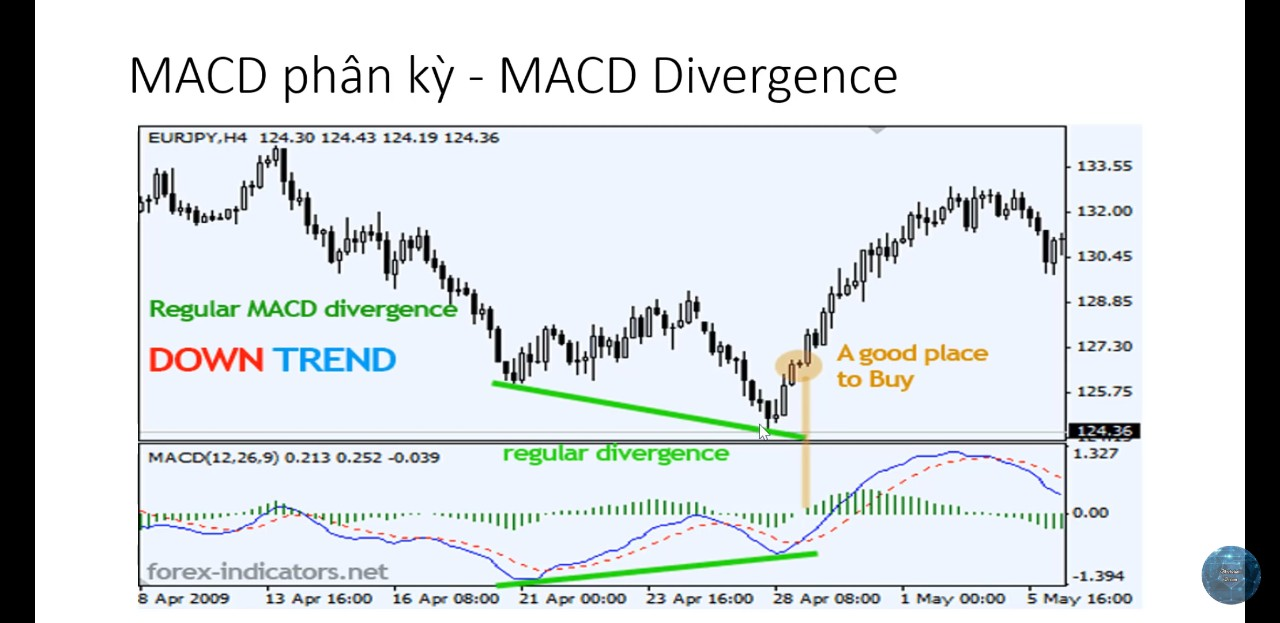 MACD phân kỳ - MACD Divergence
EURJPY,H4 124.30 124.43 124.19 124.36
133.55
132.00
130.45
128.85
127.30
125.75
124.36
Regular MACD divergence
DOWN TREND
A good place
to Buy
regular divergence
MACD(12,26,9) 0.213 0.252 -0.039
1.327
0.00
-1.394
forex-indicators.net
8 Apr 2009 13 Apr 16:00 16 Apr 08:00 21 Apr 00:00 23 Apr 16:00 28 Apr 08:00 1 May 00:00 5 May 16:00